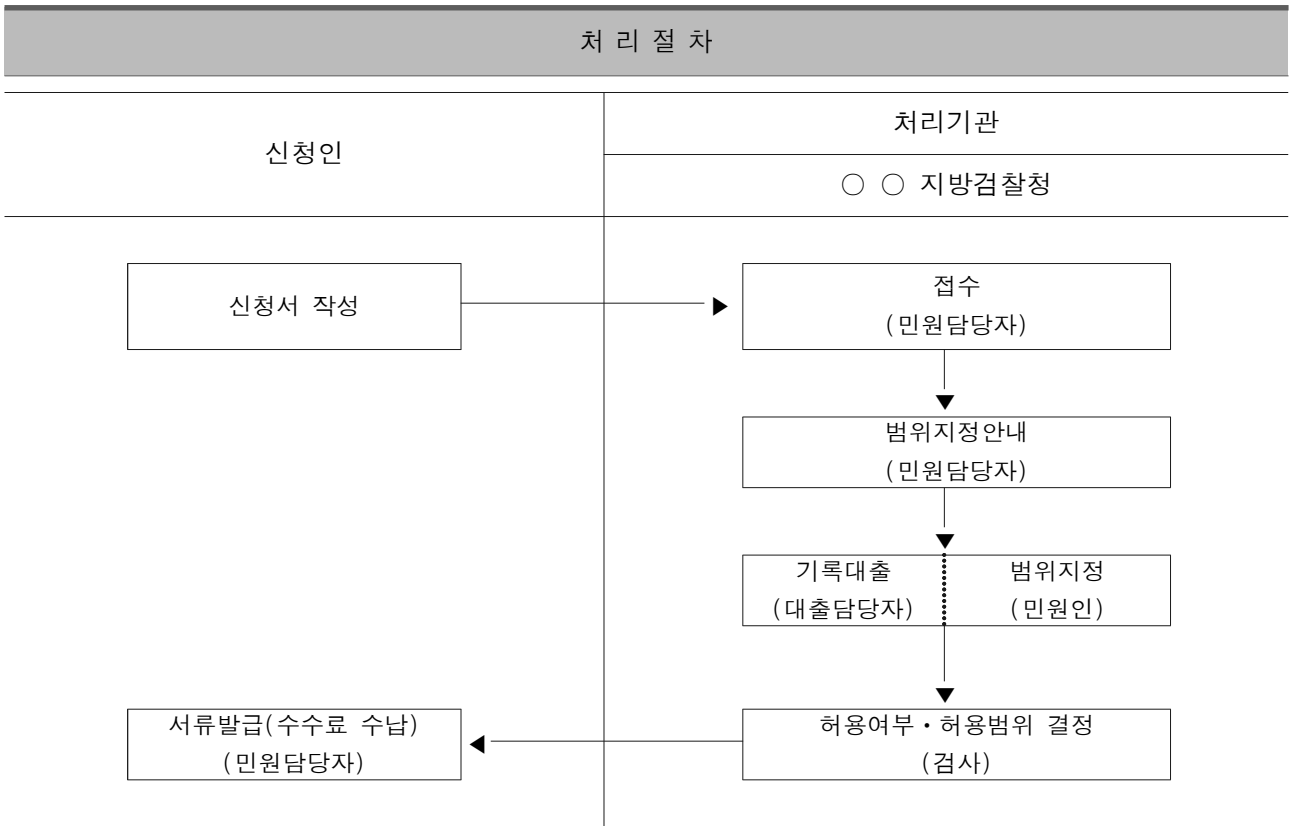 처 리 절 차
신청인
처리기관
○ ○ 지방검찰청
신청서 작성
접수
(민원담당자)
범위지정안내
(민원담당자)
기록대출
(대출담당자)
범위지정
(민원인)
허용여부·허용범위 결정
(검사)
서류발급(수수료 수납)
(민원담당자)